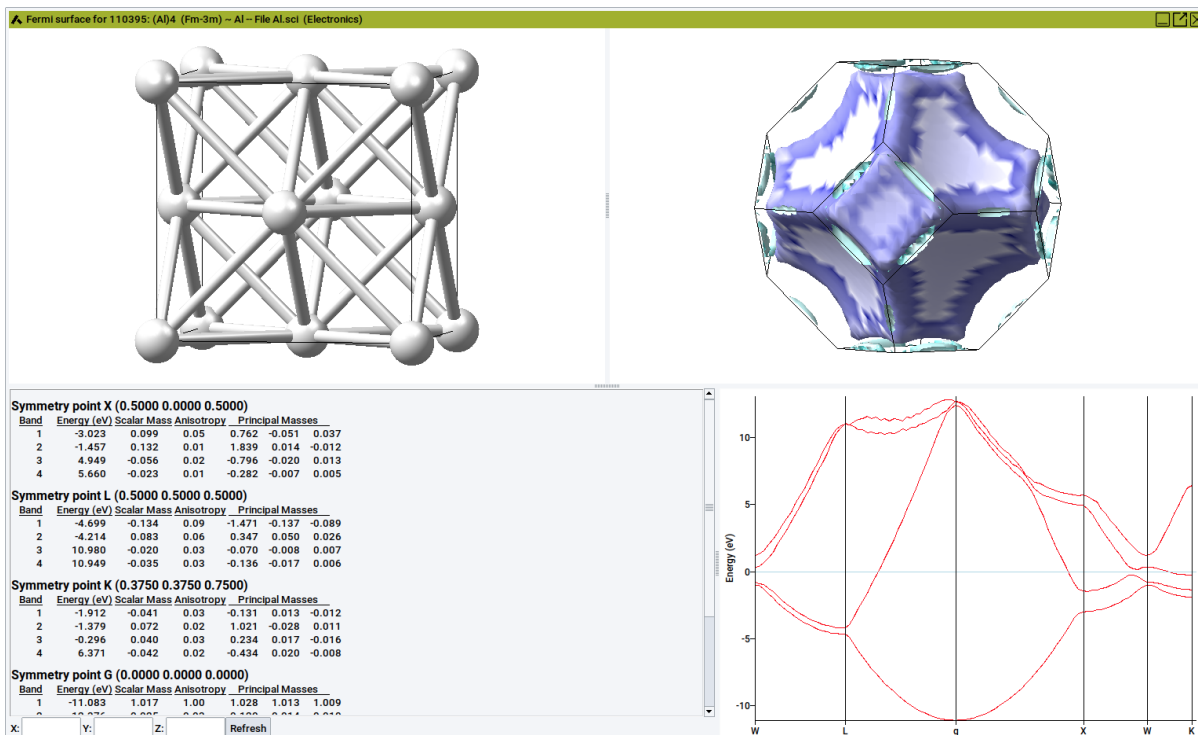 Fermi surface for 110395: (Al)4 (Fm-3m) -- Al -- File Al.sci (Electronics)
Symmetry point X (0.5000 0.0000 0.5000)
Band Energy (eV) Scalar Mass Anisotropy Principal Masses
1 -3.023 0.099 0.05 0.762 -0.051 0.037
2 -1.457 0.132 0.01 1.839 0.014 -0.012
3 4.949 -0.056 0.02 -0.796 -0.020 0.013
4 5.660 -0.023 0.01 -0.282 -0.007 0.005
Symmetry point L (0.5000 0.5000 0.5000)
Band Energy (eV) Scalar Mass Anisotropy Principal Masses
1 -4.699 -0.134 0.09 -1.471 -0.137 -0.089
2 -4.214 0.083 0.06 0.347 0.050 0.026
3 10.980 -0.020 0.03 -0.070 -0.008 0.007
4 10.949 -0.035 0.03 -0.136 -0.017 0.006
Symmetry point K (0.3750 0.3750 0.7500)
Band Energy (eV) Scalar Mass Anisotropy Principal Masses
1 -1.912 -0.041 0.03 -0.131 0.013 -0.012
2 -1.379 0.072 0.02 1.021 -0.028 0.011
3 -0.296 0.040 0.03 0.234 0.017 -0.016
4 6.371 -0.042 0.02 -0.434 0.020 -0.008
Symmetry point G (0.0000 0.0000 0.0000)
Band Energy (eV) Scalar Mass Anisotropy Principal Masses
1 -11.083 1.017 1.00 1.028 1.013 1.009
X: Y: Z: Refresh
Energy (eV)
10
5
0
-5
-10
W L g X W K